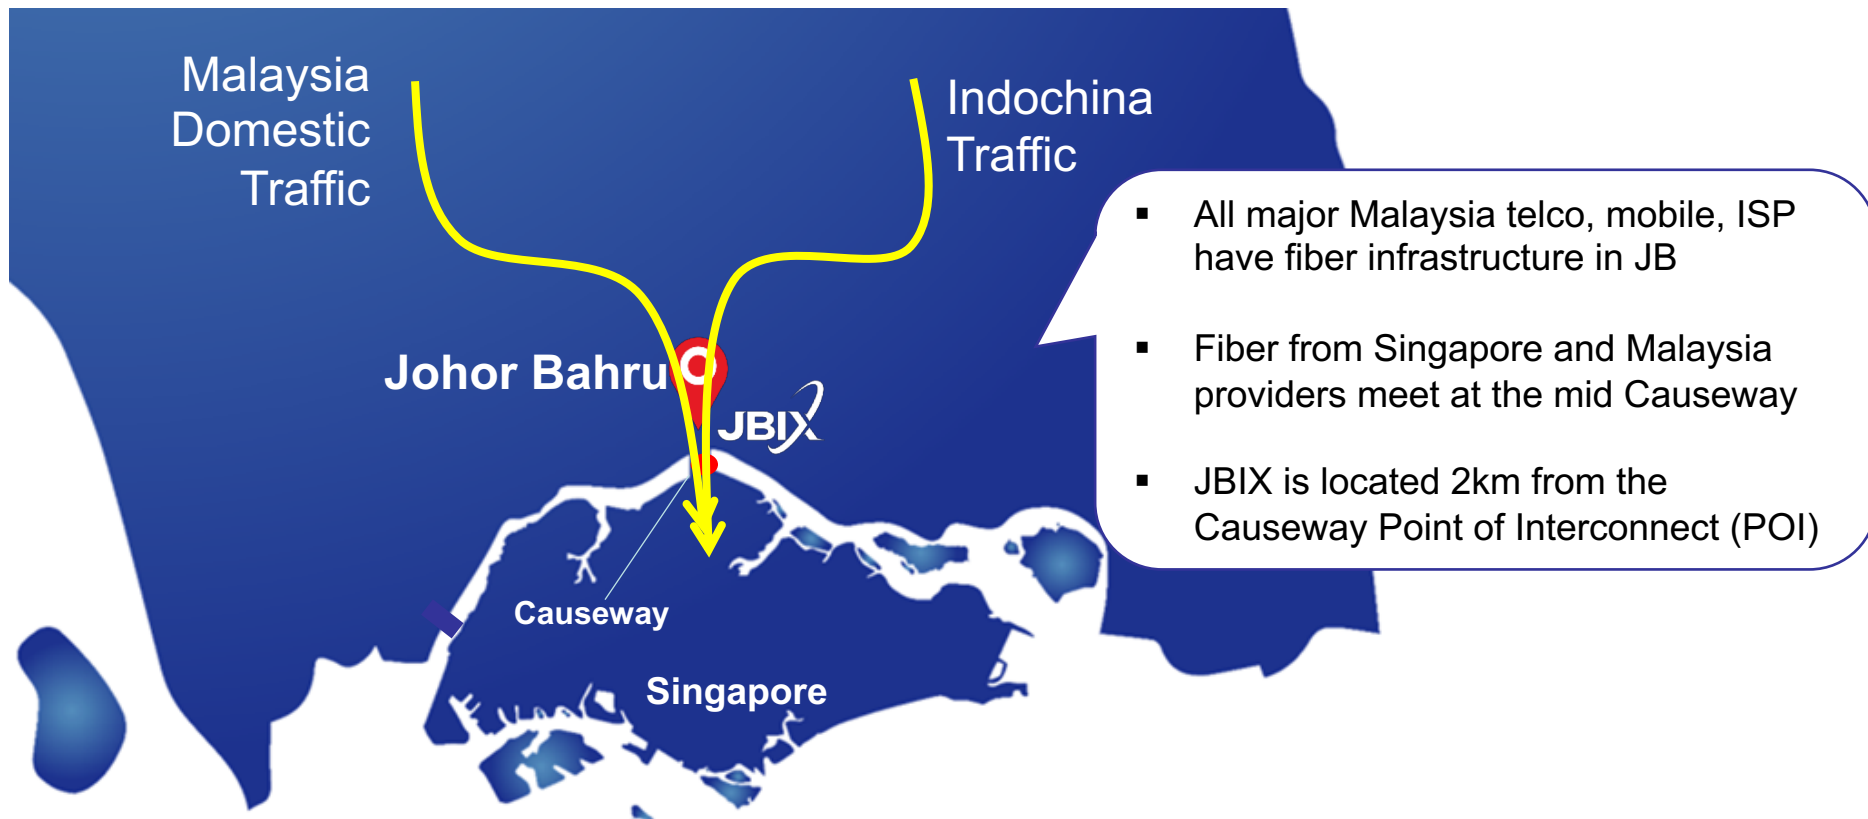 Malaysia
Domestic
Traffic
Indochina
Traffic
▪ All major Malaysia telco, mobile, ISP
have fiber infrastructure in JB
▪ Fiber from Singapore and Malaysia
providers meet at the mid Causeway
▪ JBIX is located 2km from the
Causeway Point of Interconnect (POI)
Johor Bahru
JBIX
Causeway
Singapore